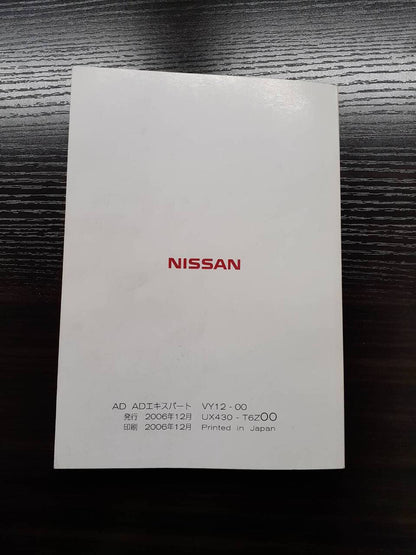 NISSAN
AD ADエキスパート VY12-00
発行 2006年12月 UX430-T6Z00
印刷 2006年12月 Printed in Japan